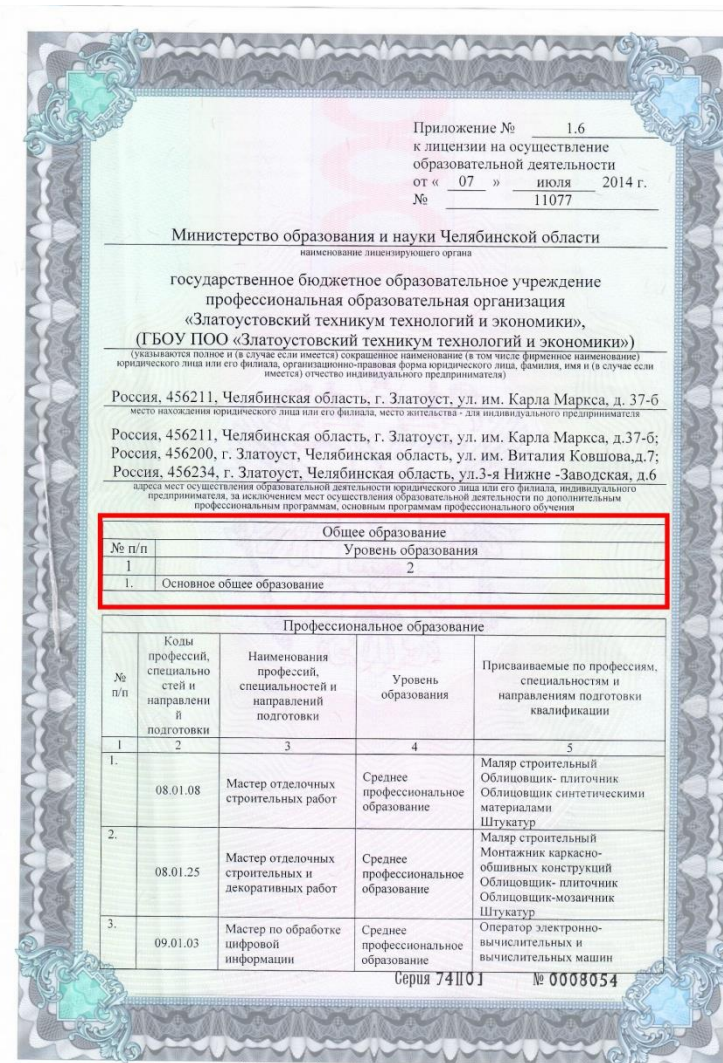 Приложение № 1.6
к лицензии на осуществление
образовательной деятельности
от « 07 » июля 2014 г.
№ 11077
Министерство образования и науки Челябинской области
наименование лицензирующего органа
государственное бюджетное образовательное учреждение
профессиональная образовательная организация
«Златоустовский техникум технологий и экономики»,
(ГБОУ ПОО «Златоустовский техникум технологий и экономики»)
(указываются полное и (в случае если имеется) сокращенное наименование (в том числе фирменное наименование)
юридического лица или его филиала, организационно-правовая форма юридического лица, фамилия, имя и (в случае если
имеется) отчество индивидуального предпринимателя)
Россия, 456211, Челябинская область, г. Златоуст, ул. им. Карла Маркса, д. 37-б
место нахождения юридического лица или его филиала, место жительства - для индивидуального предпринимателя
Россия, 456211, Челябинская область, г. Златоуст, ул. им. Карла Маркса, д.37-б;
Россия, 456200, г. Златоуст, Челябинская область, ул. им. Виталия Ковшова,д.7;
Россия, 456234, г. Златоуст, Челябинская область, ул.3-я Нижне -Заводская, д.6
адреса мест осуществления образовательной деятельности юридического лица или его филиала, индивидуального
предпринимателя, за исключением мест осуществления образовательной деятельности по дополнительным
профессиональным программам, основным программам профессионального обучения
Общее образование
№ п/п Уровень образования
1 2
1. Основное общее образование
Профессиональное образование
№ п/п
Коды
профессий,
специально
стей и
направлени
й
подготовки
Наименования
профессий,
специальностей и
направлений
подготовки
Уровень
образования
Присваиваемые по профессиям,
специальностям и
направлениям подготовки
квалификации
1 2 3 4 5
1.
08.01.08
Мастер отделочных
строительных работ
Среднее
профессиональное
образование
Маляр строительный
Облицовщик- плиточник
Облицовщик синтетическими
материалами
Штукатур
2.
08.01.25
Мастер отделочных
строительных и
декоративных работ
Среднее
профессиональное
образование
Маляр строительный
Монтажник каркасно-
обшивных конструкций
Облицовщик- плиточник
Облицовщик-мозаичник
Штукатур
3.
09.01.03
Мастер по обработке
цифровой
информации
Среднее
профессиональное
образование
Оператор электронно-
вычислительных и
вычислительных машин
Серия 74П01 № 0008054